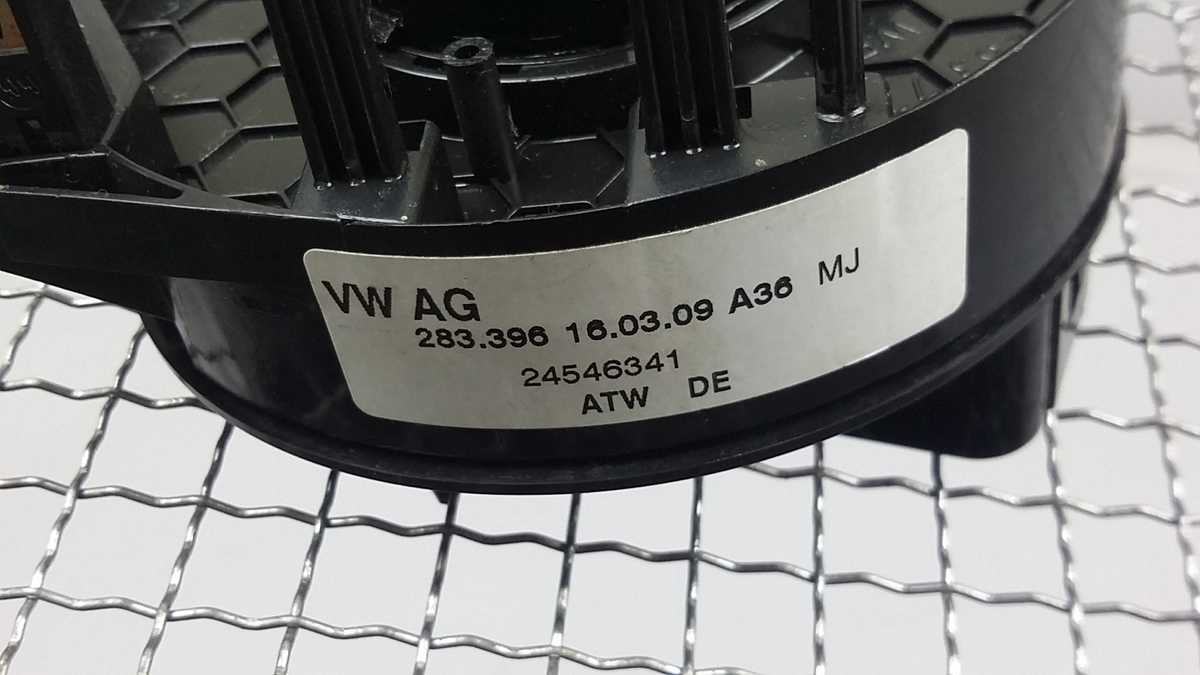 VW AG
283.396 16.03.09 A36 MJ
24546341
ATW DE